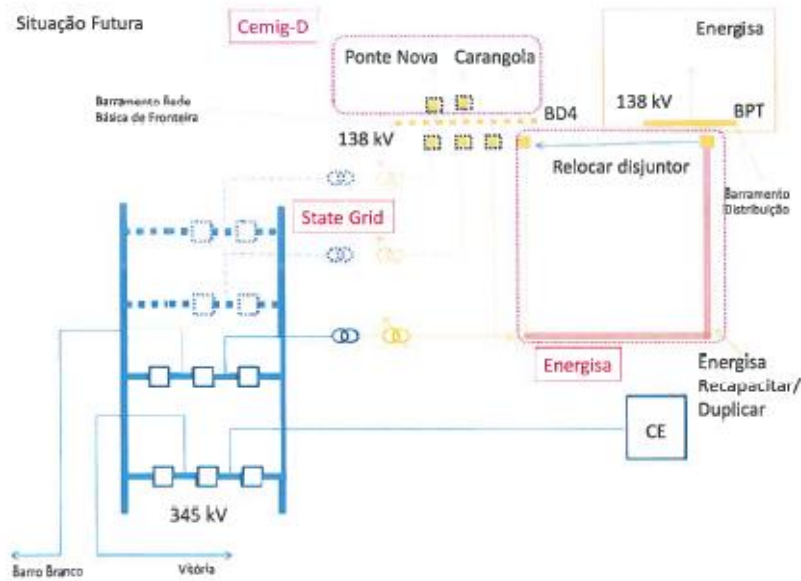 Situação Futura
Cemig-D
Energisa
Ponte Nova
Carangola
Barramento Rede
Básica de Fronteira
138 kV
BD4
138 kV
BPT
Relocar disjuntor
Barramento
Distribuição
State Grid
Energisa
Energisa
Recapacitar/
Duplicar
CE
345 kV
Barro Branco
Vitória